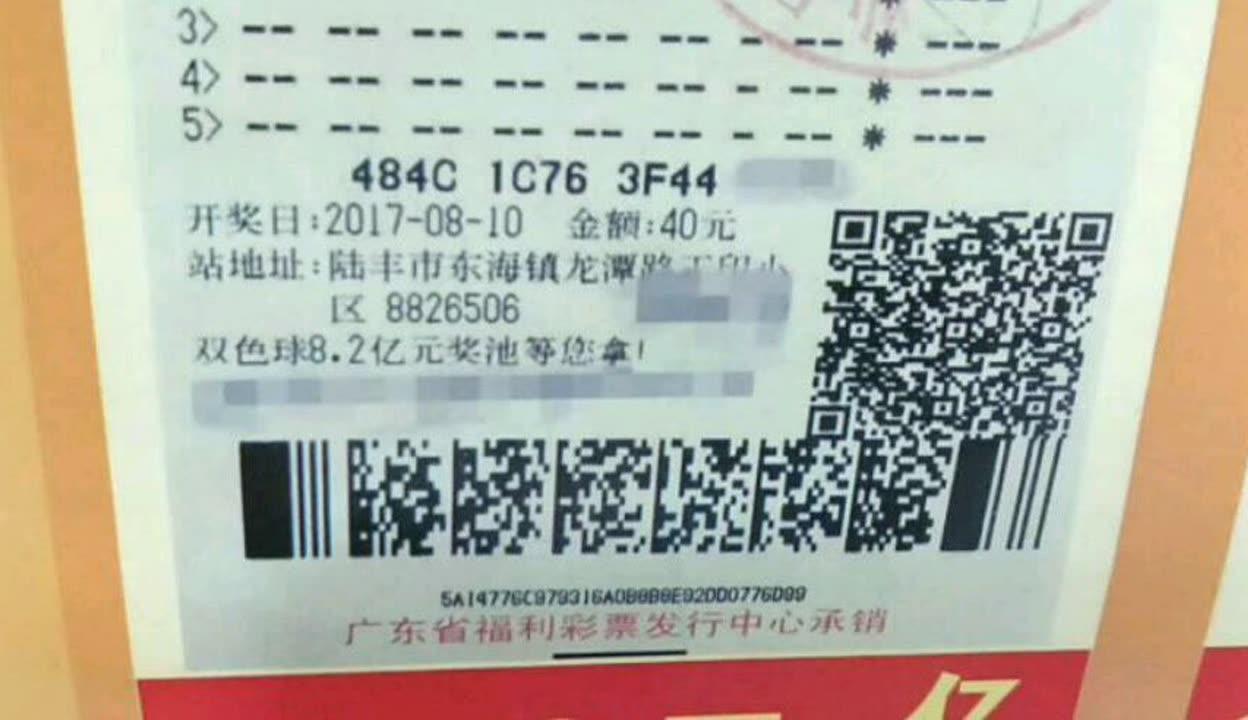 3> -- -- -- -- -- -- - -- * ---
4> -- -- -- -- -- -- - -- * ---
5> -- -- -- -- -- -- - -- * ---
484C 1C76 3F44
开奖日:2017-08-10 金额:40元
站地址:陆丰市东海镇龙潭路
区 8826506
双色球8.2亿元奖池等您拿!
广东省福利彩票发行中心承销
亿